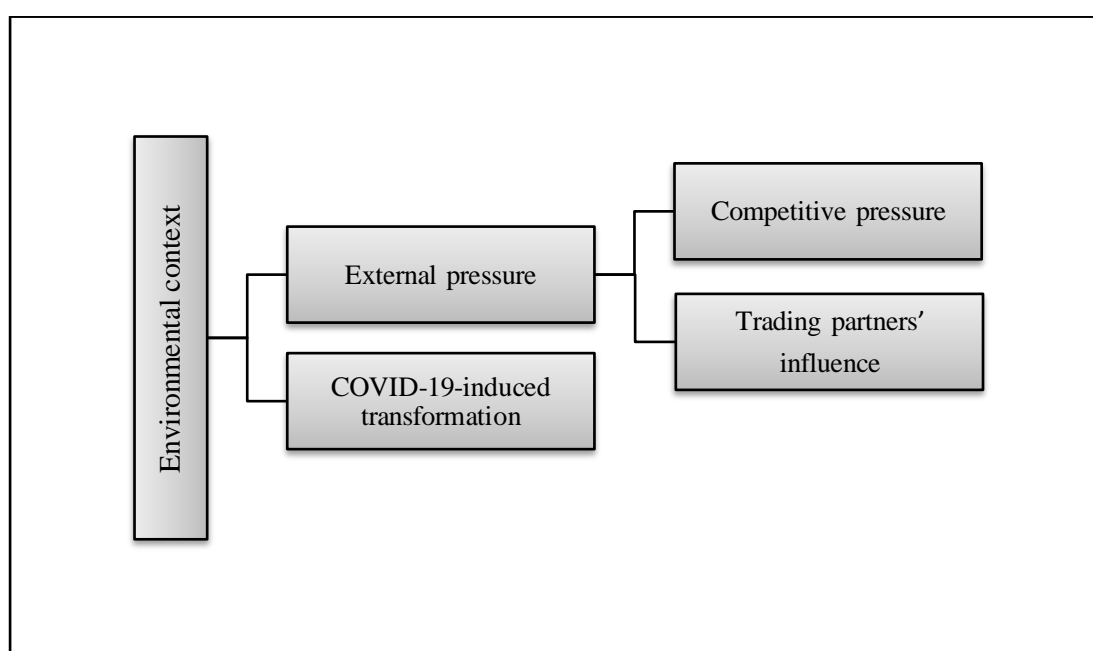 Environmental context
External pressure
COVID-19-induced
transformation
Competitive pressure
Trading partners’
influence